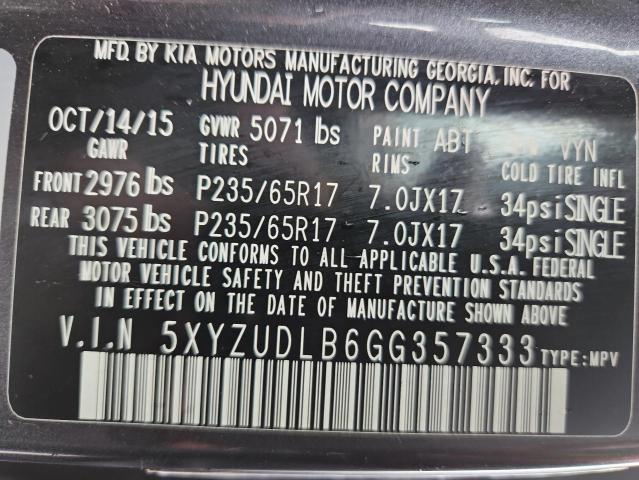 MFD. BY KIA MOTORS MANUFACTURING GEORGIA, INC. FOR
HYUNDAI MOTOR COMPANY
OCT/14/15 GVWR 5071 lbs PAINT ABT VYN
GAWR TIRES RIMS COLD TIRE INFL
FRONT 2976 lbs P235/65R17 7.0JX17 34psi SINGLE
REAR 3075 lbs P235/65R17 7.0JX17 34psi SINGLE
THIS VEHICLE CONFORMS TO ALL APPLICABLE U.S.A. FEDERAL
MOTOR VEHICLE SAFETY AND THEFT PREVENTION STANDARDS
IN EFFECT ON THE DATE OF MANUFACTURE SHOWN ABOVE
V.I.N 5XYZUDLB6GG357333 TYPE: MPV